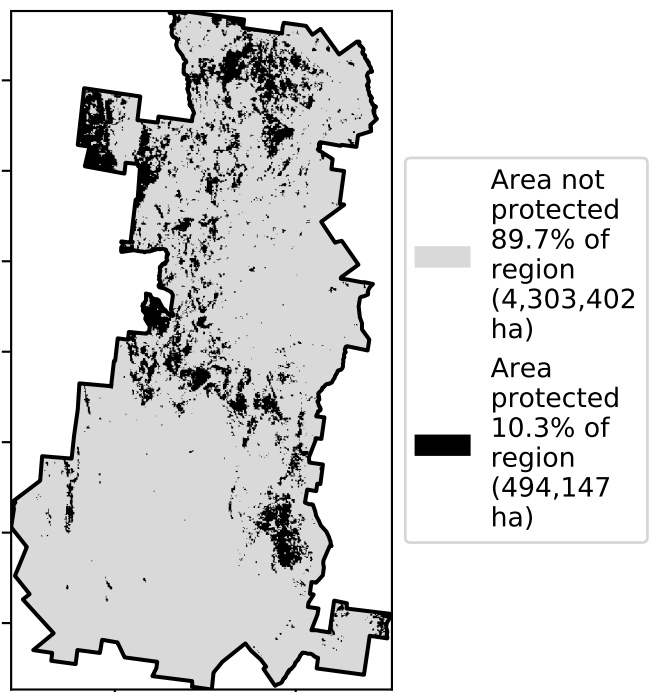 Area not
protected
89.7% of
region
(4,303,402
ha)
Area
protected
10.3% of
region
(494,147
ha)